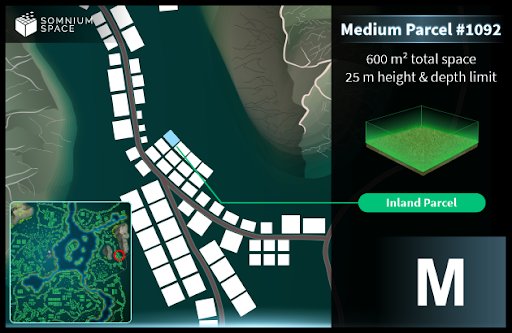 SOMNIUM
SPACE
Medium Parcel #1092
600 m² total space
25 m height & depth limit
Inland Parcel
M